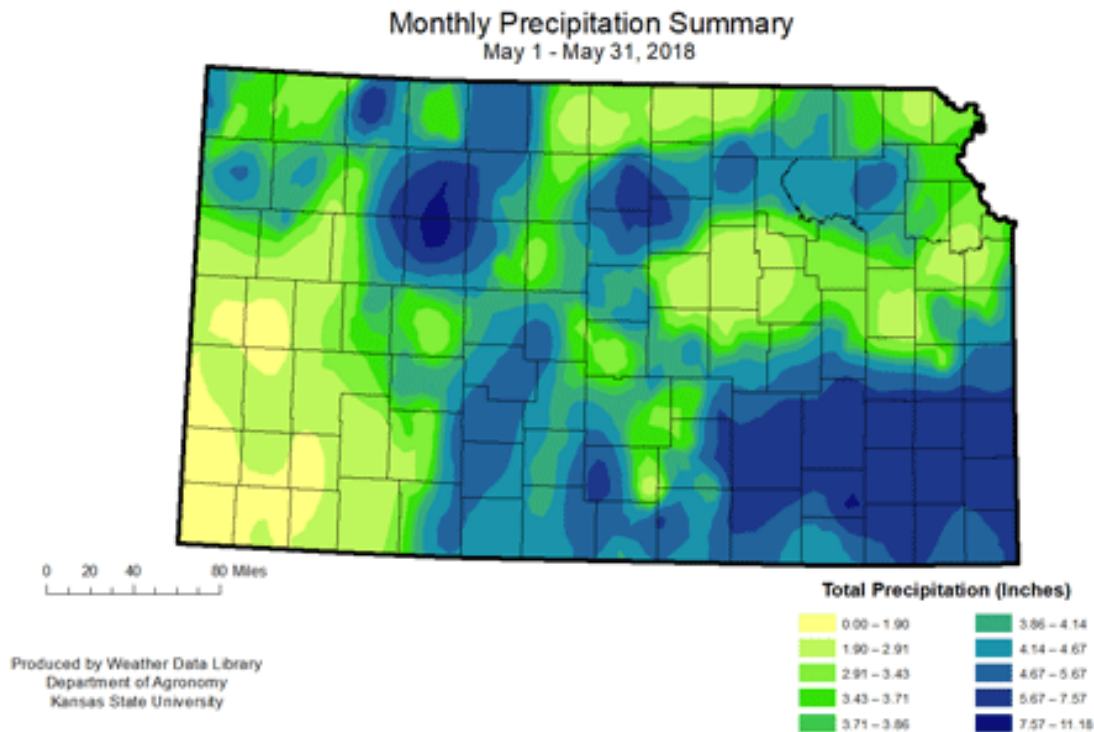 Monthly Precipitation Summary
May 1 - May 31, 2018
0 20 40 80 Miles
Total Precipitation (Inches)
0.00 – 1.90
1.90 – 2.91
2.91 – 3.43
3.43 – 3.71
3.71 – 3.86
3.86 – 4.14
4.14 – 4.67
4.67 – 5.67
5.67 – 7.57
7.57 – 11.18
Produced by Weather Data Library
Department of Agronomy
Kansas State University